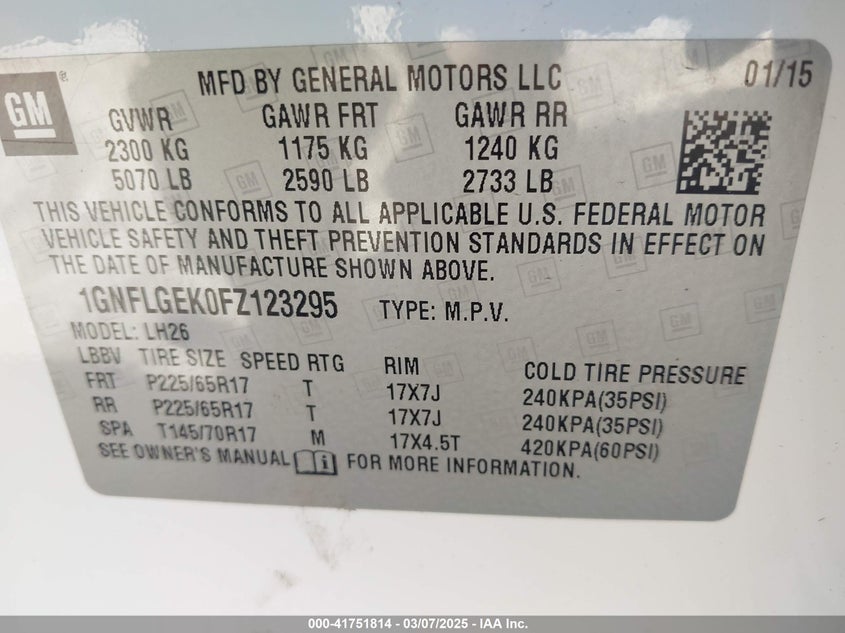 GM ®
MFD BY GENERAL MOTORS LLC 01/15
GVWR GAWR FRT GAWR RR
2300 KG 1175 KG 1240 KG
5070 LB 2590 LB 2733 LB
THIS VEHICLE CONFORMS TO ALL APPLICABLE U.S. FEDERAL MOTOR
VEHICLE SAFETY AND THEFT PREVENTION STANDARDS IN EFFECT ON
THE DATE OF MANUFACTURE SHOWN ABOVE.
1GNFLGEK0FZ123295 TYPE: M.P.V.
MODEL: LH26
LBBV TIRE SIZE SPEED RTG RIM COLD TIRE PRESSURE
FRT P225/65R17 T 17X7J 240KPA(35PSI)
RR P225/65R17 T 17X7J 240KPA(35PSI)
SPA T145/70R17 M 17X4.5T 420KPA(60PSI)
SEE OWNER'S MANUAL i FOR MORE INFORMATION.
000-41751814 - 03/07/2025 - IAA Inc.